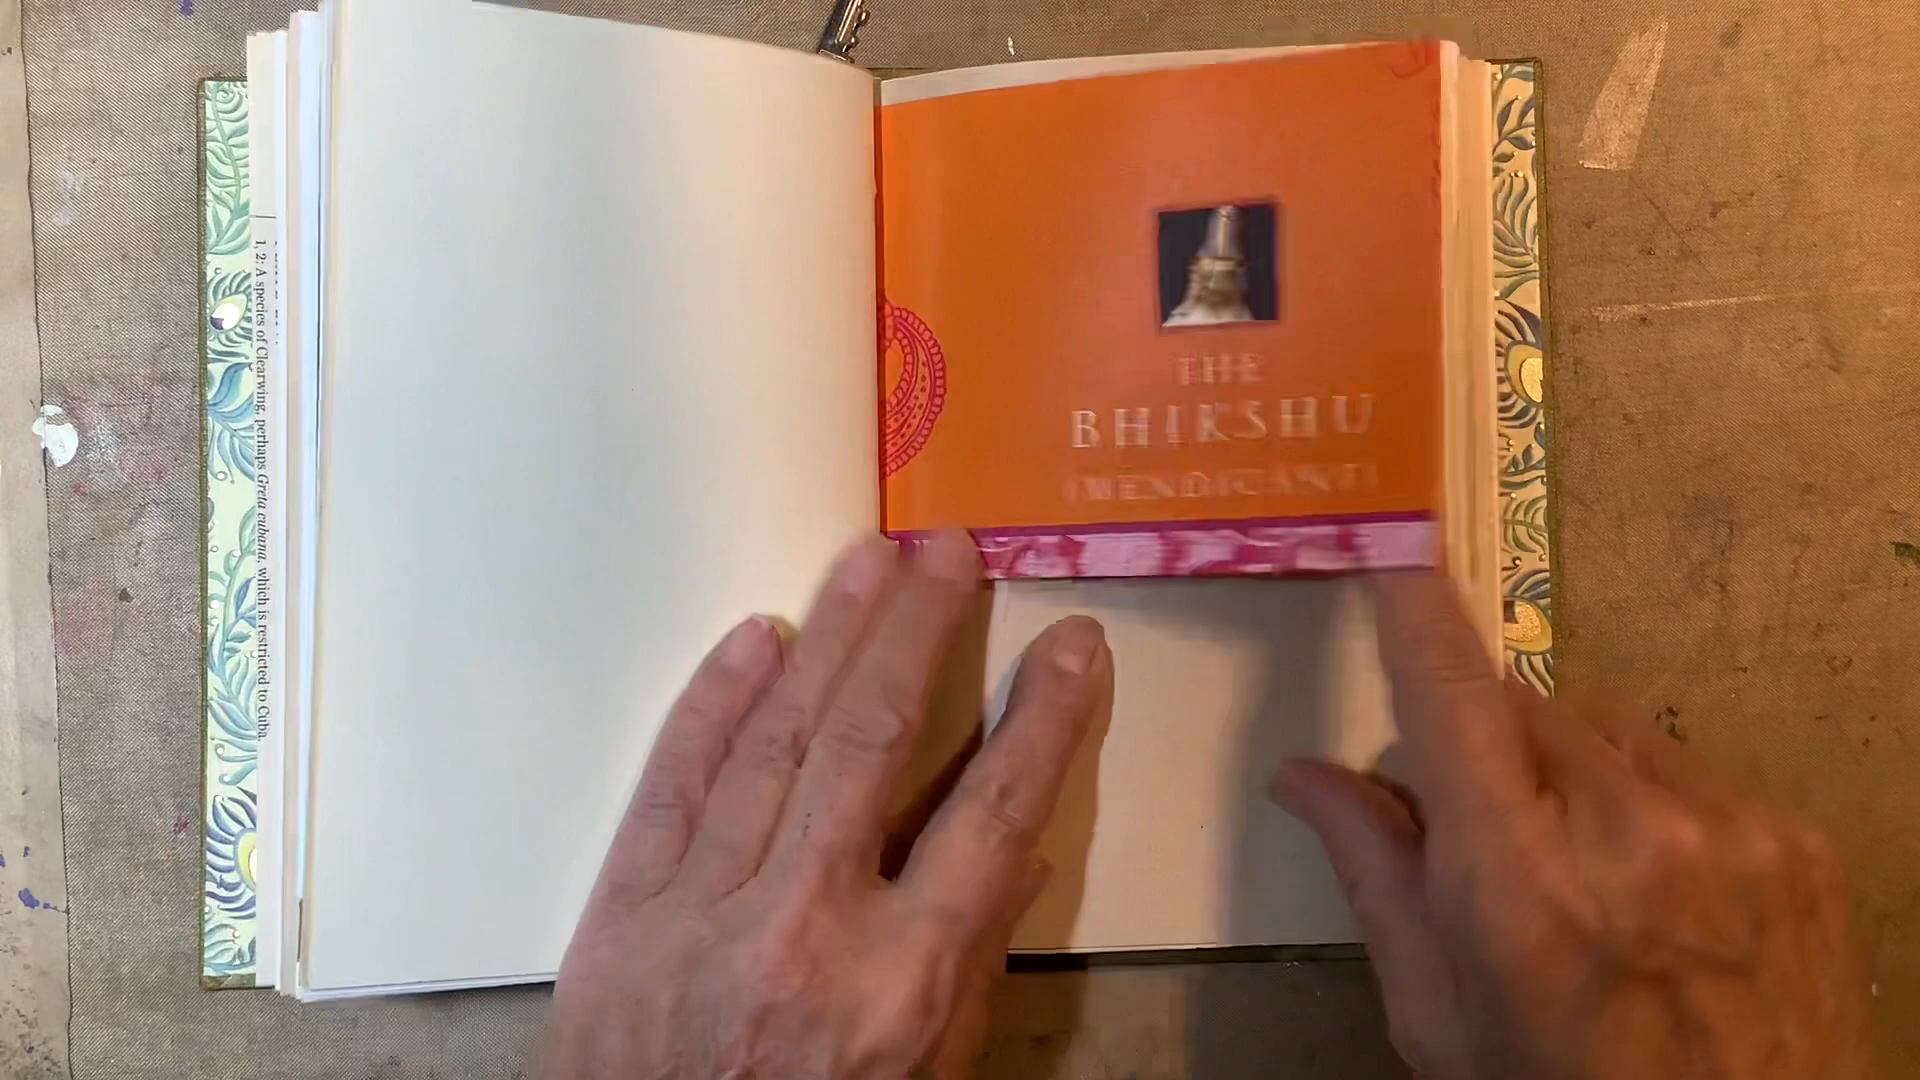 1, 2: A species of Clearwing, perhaps Greta cubana, which is restricted to Cuba.
THE
BHIKSHU
(MENDICANT)